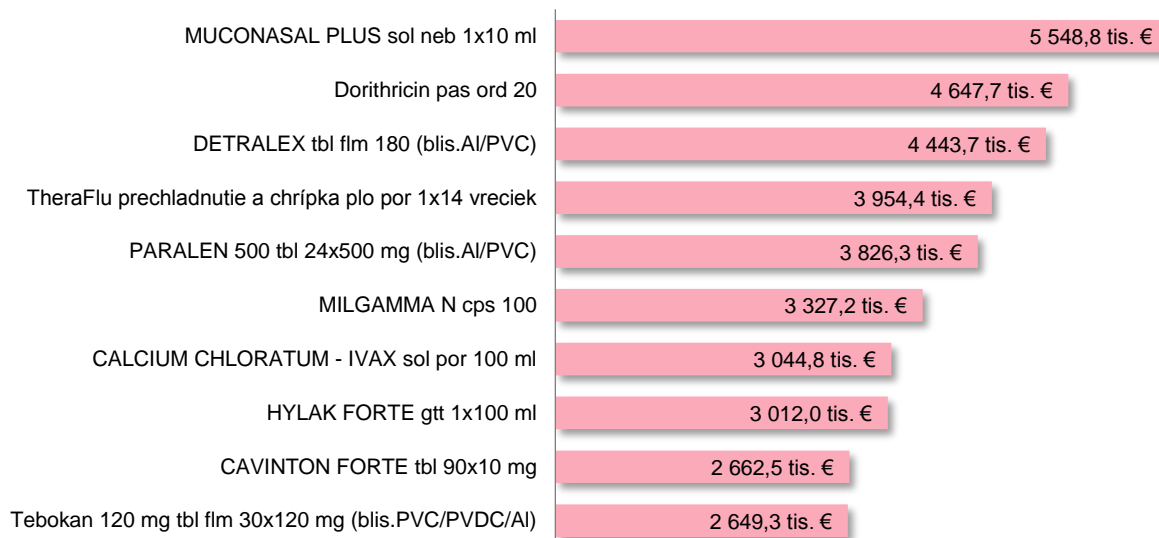 MUCONASAL PLUS sol neb 1x10 ml 5 548,8 tis. €
Dorithricin pas ord 20 4 647,7 tis. €
DETRALEX tbl flm 180 (blis.Al/PVC) 4 443,7 tis. €
TheraFlu prechladnutie a chrípka plo por 1x14 vreciek 3 954,4 tis. €
PARALEN 500 tbl 24x500 mg (blis.Al/PVC) 3 826,3 tis. €
MILGAMMA N cps 100 3 327,2 tis. €
CALCIUM CHLORATUM - IVAX sol por 100 ml 3 044,8 tis. €
HYLAK FORTE gtt 1x100 ml 3 012,0 tis. €
CAVINTON FORTE tbl 90x10 mg 2 662,5 tis. €
Tebokan 120 mg tbl flm 30x120 mg (blis.PVC/PVDC/Al) 2 649,3 tis. €